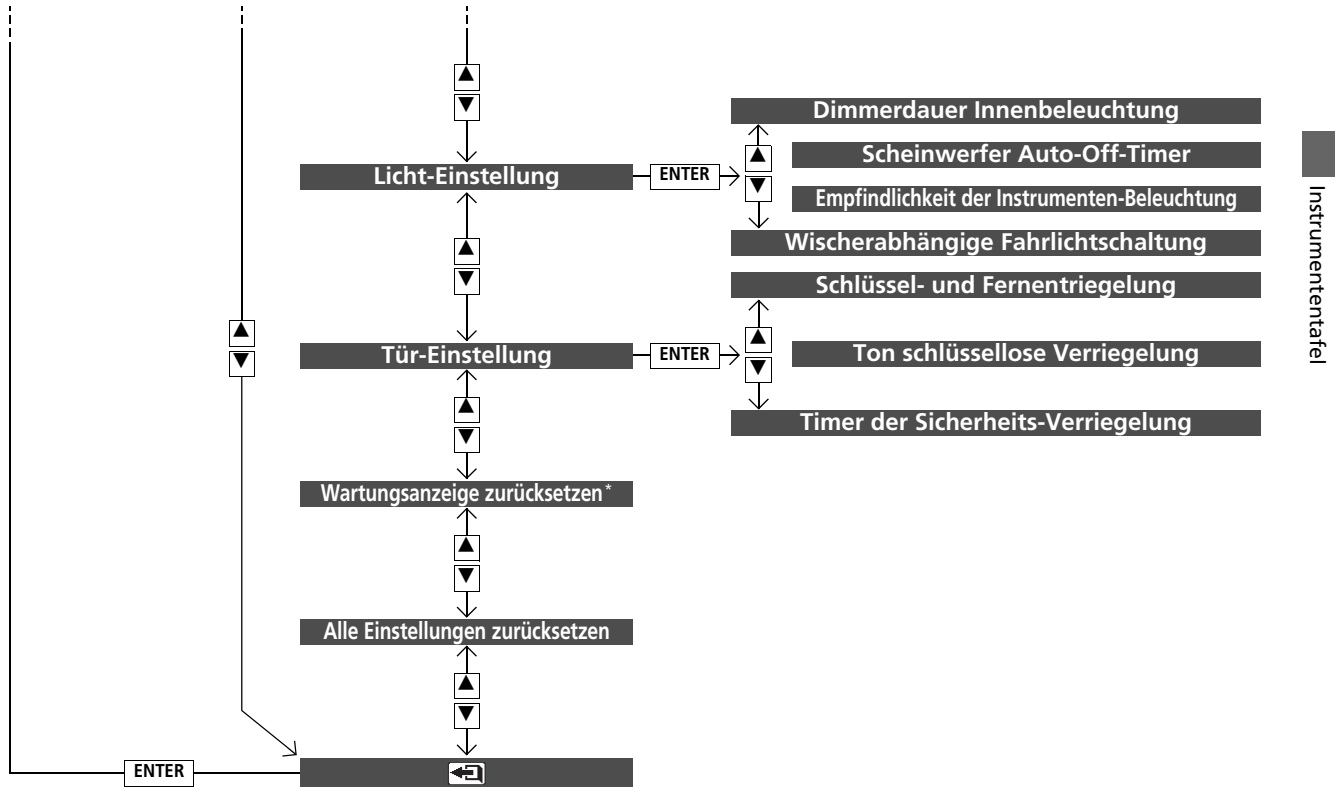 ▲
▼
Licht-Einstellung
ENTER
Dimmerdauer Innenbeleuchtung
▲
▼
Scheinwerfer Auto-Off-Timer
Empfindlichkeit der Instrumenten-Beleuchtung
Wischerabhängige Fahrlichtschaltung
▲
▼
▲
▼
Tür-Einstellung
ENTER
Schlüssel- und Fernentriegelung
▲
▼
Ton schlüssellose Verriegelung
Timer der Sicherheits-Verriegelung
▲
▼
Wartungsanzeige zurücksetzen*
▲
▼
Alle Einstellungen zurücksetzen
▲
▼
ENTER
Instrumententafel